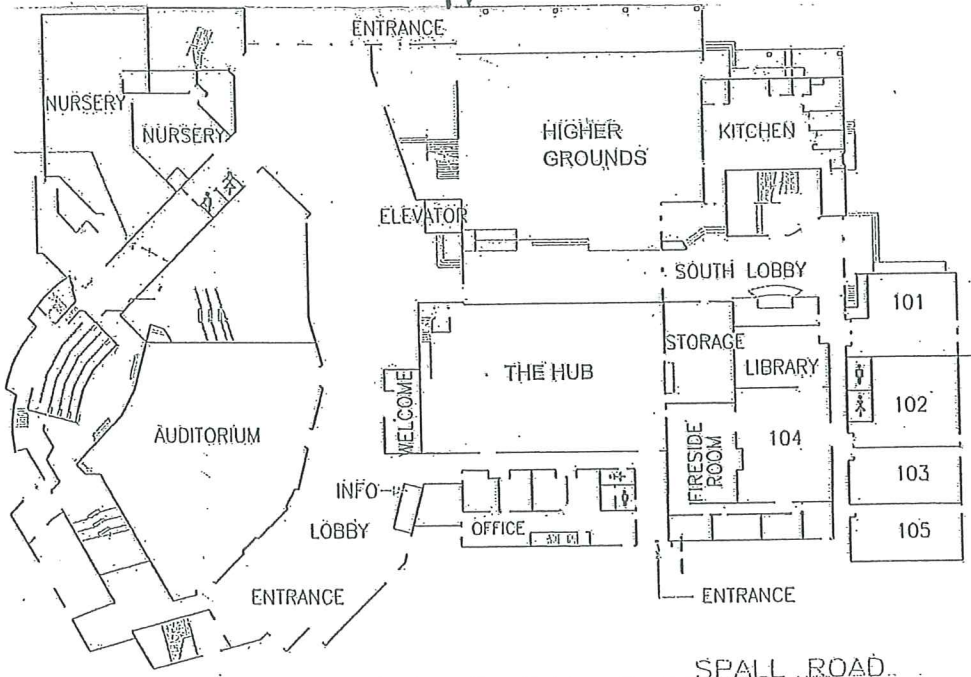 ENTRANCE
NURSERY
NURSERY
HIGHER
GROUNDS
KITCHEN
ELEVATOR
SOUTH LOBBY
101
STORAGE
LIBRARY
THE HUB
WELCOME
102
AUDITORIUM
104
FIRESIDE
ROOM
103
INFO
LOBBY
OFFICE
105
ENTRANCE
ENTRANCE
SPALL ROAD